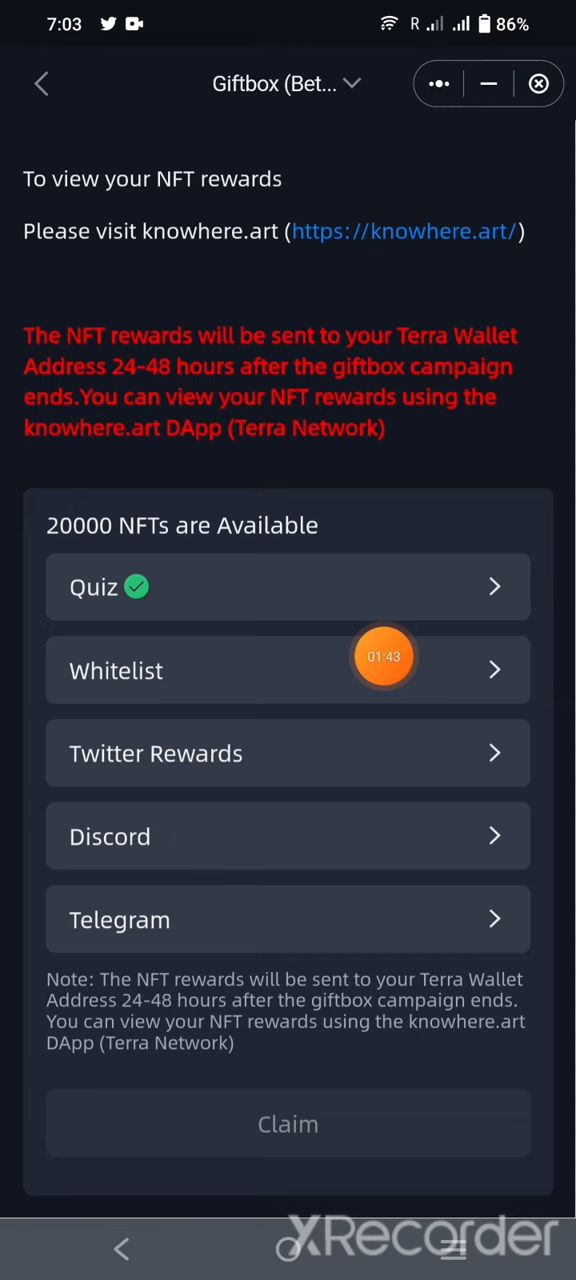 7:03
R
86%
Giftbox (Bet...
To view your NFT rewards
Please visit knowhere.art (https://knowhere.art/)
The NFT rewards will be sent to your Terra Wallet
Address 24-48 hours after the giftbox campaign
ends.You can view your NFT rewards using the
knowhere.art DApp (Terra Network)
20000 NFTs are Available
Quiz
01:43
Whitelist
Twitter Rewards
Discord
Telegram
Note: The NFT rewards will be sent to your Terra Wallet
Address 24-48 hours after the giftbox campaign ends.
You can view your NFT rewards using the knowhere.art
DApp (Terra Network)
Claim
XRecorder